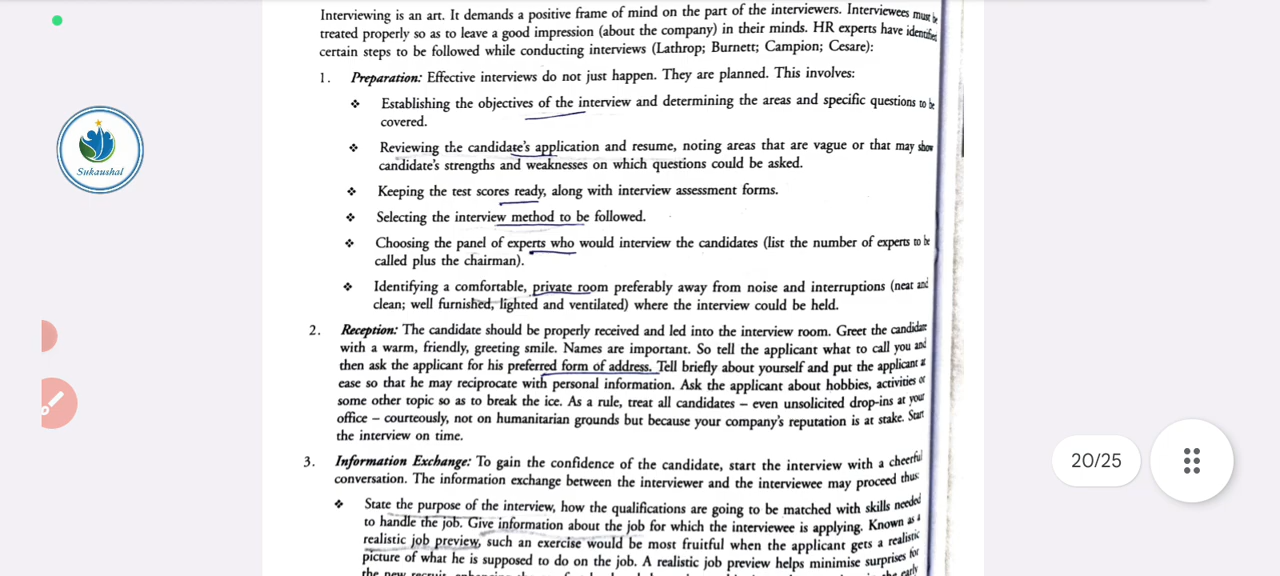 Interviewing is an art. It demands a positive frame of mind on the part of the interviewers. Interviewees must be
treated properly so as to leave a good impression (about the company) in their minds. HR experts have identified
certain steps to be followed while conducting interviews (Lathrop; Burnett; Campion; Cesare):
1. Preparation: Effective interviews do not just happen. They are planned. This involves:
❖ Establishing the objectives of the interview and determining the areas and specific questions to be
covered.
❖ Reviewing the candidate's application and resume, noting areas that are vague or that may show
candidate's strengths and weaknesses on which questions could be asked.
❖ Keeping the test scores ready, along with interview assessment forms.
❖ Selecting the interview method to be followed.
❖ Choosing the panel of experts who would interview the candidates (list the number of experts to be
called plus the chairman).
❖ Identifying a comfortable, private room preferably away from noise and interruptions (neat and
clean; well furnished, lighted and ventilated) where the interview could be held.
2. Reception: The candidate should be properly received and led into the interview room. Greet the candidate
with a warm, friendly, greeting smile. Names are important. So tell the applicant what to call you and
then ask the applicant for his preferred form of address. Tell briefly about yourself and put the applicant at
ease so that he may reciprocate with personal information. Ask the applicant about hobbies, activities or
some other topic so as to break the ice. As a rule, treat all candidates – even unsolicited drop-ins at your
office – courteously, not on humanitarian grounds but because your company's reputation is at stake. Start
the interview on time.
3. Information Exchange: To gain the confidence of the candidate, start the interview with a cheerful
conversation. The information exchange between the interviewer and the interviewee may proceed thus:
❖ State the purpose of the interview, how the qualifications are going to be matched with skills needed
to handle the job. Give information about the job for which the interviewee is applying. Known as a
realistic job preview, such an exercise would be most fruitful when the applicant gets a realistic
picture of what he is supposed to do on the job. A realistic job preview helps minimise surprises for
the new recruit
Sukaushal
20/25